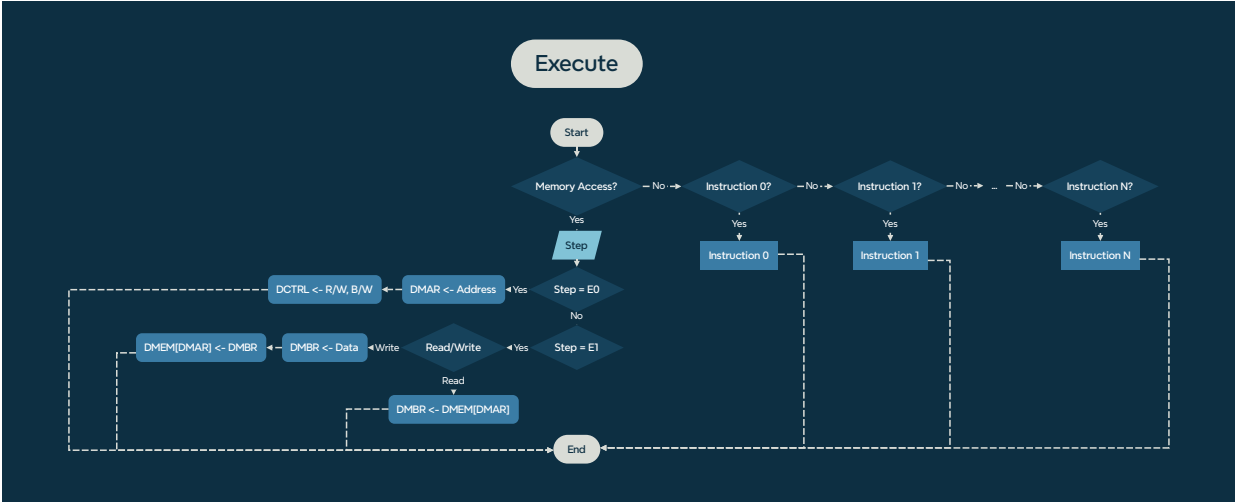 Execute
Start
Memory Access?
No
Instruction 0?
No
Instruction 1?
No
...
No
Instruction N?
Yes
Yes
Yes
Yes
Step
Instruction 0
Instruction 1
Instruction N
DCTRL <- R/W, B/W
DMAR <- Address
Yes
Step = E0
No
DMEM[DMAR] <- DMBR
DMBR <- Data
Write
Read/Write
Yes
Step = E1
Read
DMBR <- DMEM[DMAR]
End